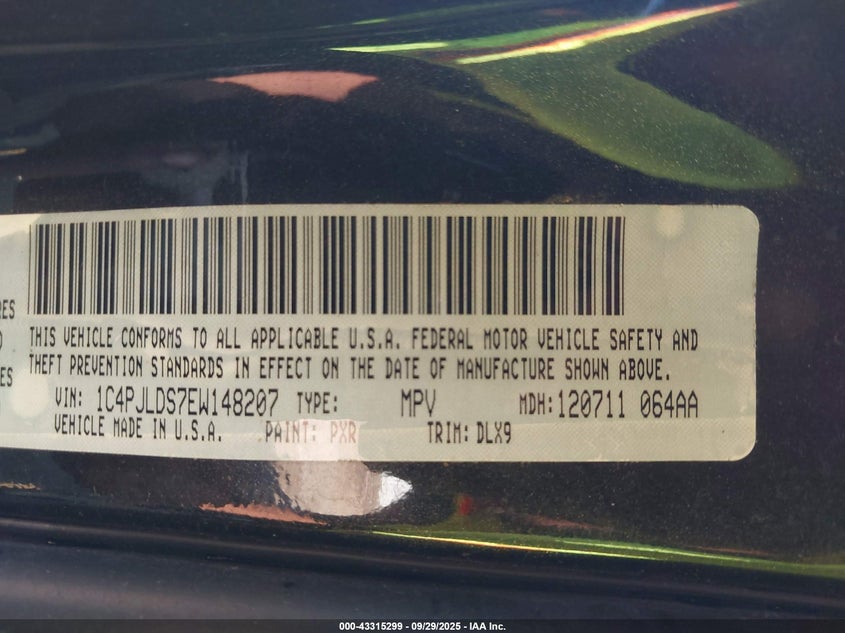 RES
THIS VEHICLE CONFORMS TO ALL APPLICABLE U.S.A. FEDERAL MOTOR VEHICLE SAFETY AND
ES
THEFT PREVENTION STANDARDS IN EFFECT ON THE DATE OF MANUFACTURE SHOWN ABOVE.
VIN: 1C4PJLDS7EW148207 TYPE: MPV MDH:120711 064AA
VEHICLE MADE IN U.S.A. PAINT: PXR TRIM: DLX9
000-43315299 - 09/29/2025 - IAA Inc.